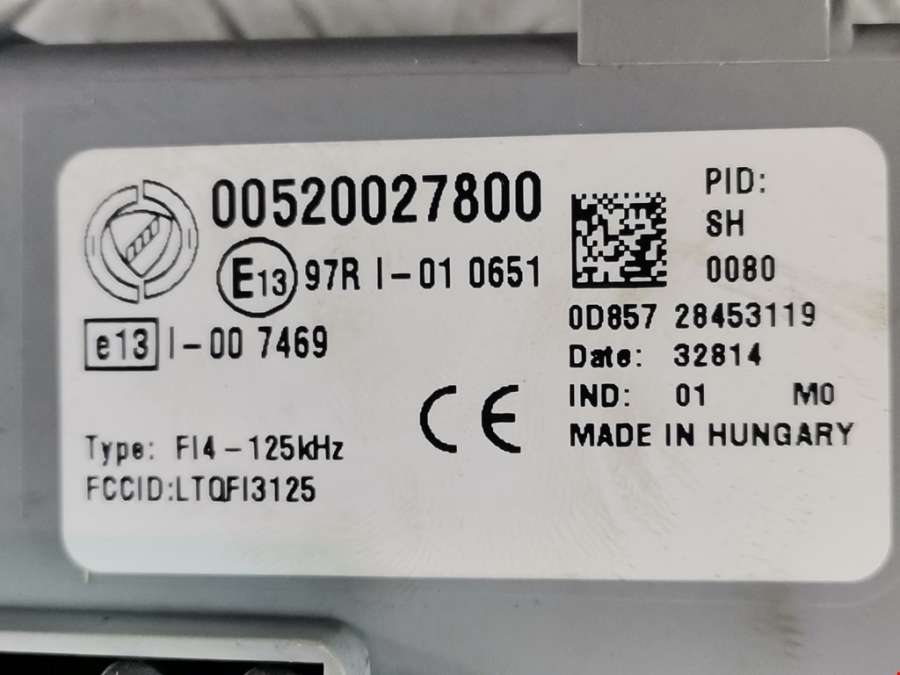 00520027800
E13 97R I-01 0651
e13 I-00 7469
Type: FI4-125kHz
FCCID:LTQFI3125
PID:
SH
0080
0D857 28453119
Date: 32814
IND: 01 M0
MADE IN HUNGARY
CE